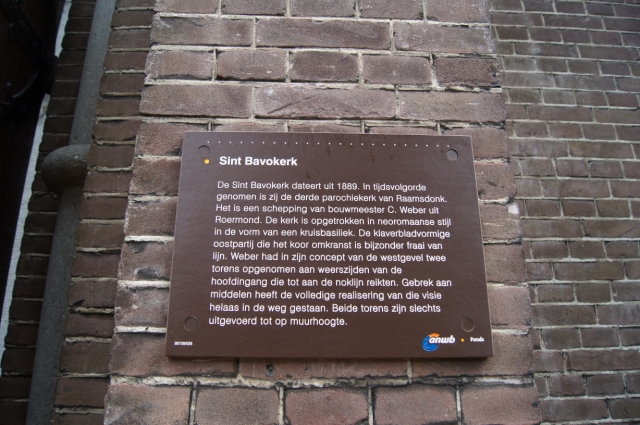 Sint Bavokerk
De Sint Bavokerk dateert uit 1889. In tijdsvolgorde
genomen is zij de derde parochiekerk van Raamsdonk.
Het is een schepping van bouwmeester C. Weber uit
Roermond. De kerk is opgetrokken in neoromaanse stijl
in de vorm van een kruisbasiliek. De klaverbladvormige
oostpartij die het koor omkranst is bijzonder fraai van
lijn. Weber had in zijn concept van de westgevel twee
torens opgenomen aan weerszijden van de
hoofdingang die tot aan de noklijn reikten. Gebrek aan
middelen heeft de volledige realisering van die visie
helaas in de weg gestaan. Beide torens zijn slechts
uitgevoerd tot op muurhoogte.
anwb Fonds